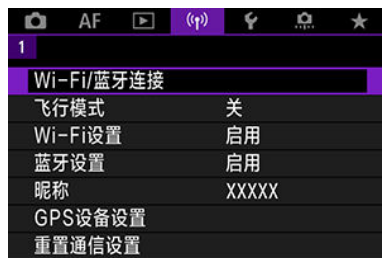 AF
1
Wi-Fi/蓝牙连接
飞行模式 关
Wi-Fi设置 启用
蓝牙设置 启用
昵称 XXXXX
GPS设备设置
重置通信设置